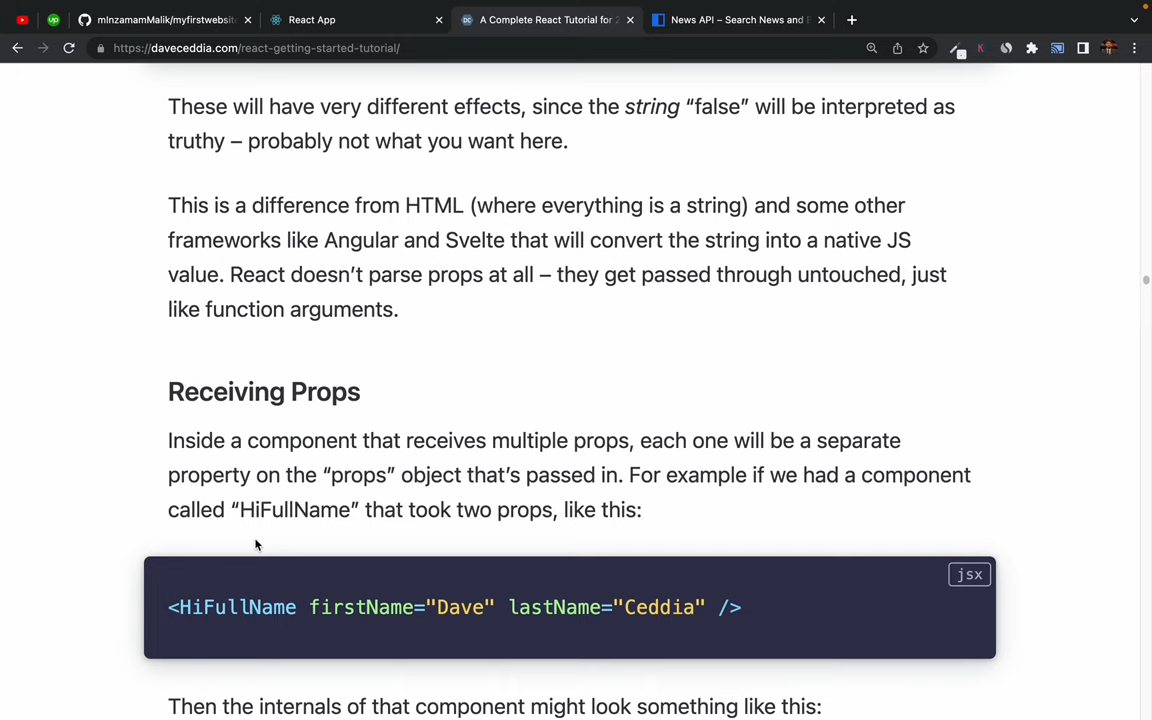 mInzamamMalik/myfirstwebsit
React App
A Complete React Tutorial for 2
News API – Search News and B
https://daveceddia.com/react-getting-started-tutorial/
These will have very different effects, since the string “false” will be interpreted as
truthy – probably not what you want here.
This is a difference from HTML (where everything is a string) and some other
frameworks like Angular and Svelte that will convert the string into a native JS
value. React doesn’t parse props at all – they get passed through untouched, just
like function arguments.
Receiving Props
Inside a component that receives multiple props, each one will be a separate
property on the “props” object that’s passed in. For example if we had a component
called “HiFullName” that took two props, like this:
jsx
<HiFullName firstName="Dave" lastName="Ceddia" />
Then the internals of that component might look something like this: